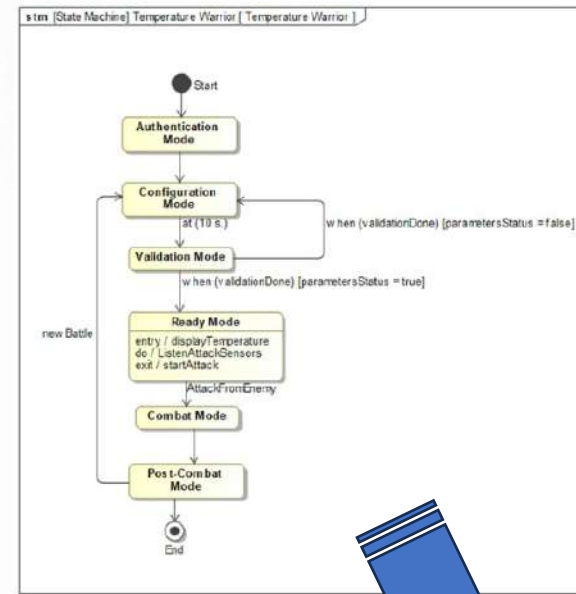 stm [State Machine] Temperature Warrior [ Temperature Warrior ]
Start
Authentication
Mode
Configuration
Mode
at (10 s.)
when (validationDone) [parametersStatus = false]
Validation Mode
when (validationDone) [parametersStatus = true]
Ready Mode
entry / displayTemperature
do / ListenAttackSensors
exit / startAttack
new Battle
AttackFromEnemy
Combat Mode
Post-Combat
Mode
End